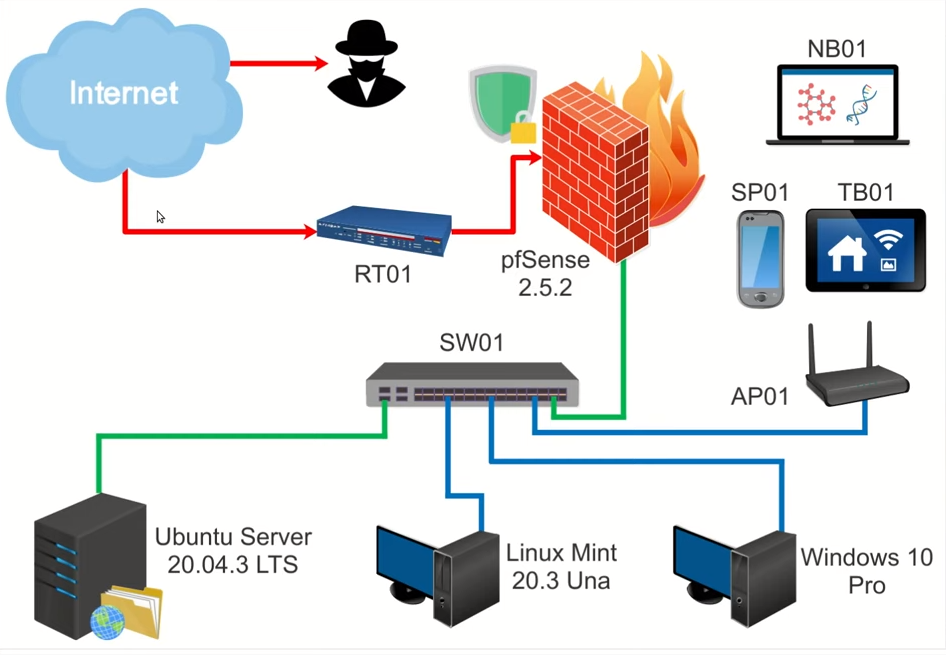 Internet
NB01
SP01
TB01
RT01
pfSense
2.5.2
SW01
AP01
Ubuntu Server
20.04.3 LTS
Linux Mint
20.3 Una
Windows 10
Pro